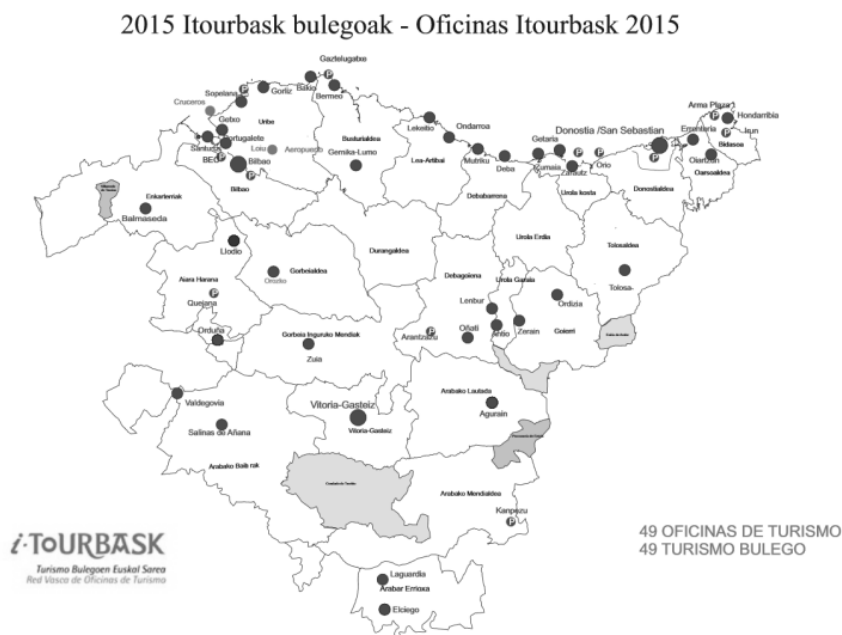 2015 Itourbask bulegoak - Oficinas Itourbask 2015
Gaztelugatxe
Sopelana
Gorliz
Bakio
Bermeo
Cruceros
Arma Plaza
Getxo
Uribe
Lekeitio
Hondarribia
Ondarroa
Portugalete
Santurtzi
Loiu
Aeropuerto
Busturialdea
Getaria
Donostia /San Sebastian
Errenteria
Irun
Bidasoa
BEC
Bilbao
Gernika-Lumo
Lea-Artibai
Mutriku
Deba
Zumaia
Zarautz
Orio
Oiartzun
Oarsoaldea
Bilbao
Enkarterriak
Debabarrena
Urola kosta
Donostialdea
Balmaseda
Urola Erdia
Tolosaldea
Llodio
Durangaldea
Orozko
Gorbeialdea
Debagoiena
Urola Garaia
Aiara Harana
Tolosa
Quejana
Lenbur
Ordizia
Orduña
Gorbeia Inguruko Mendiak
Arantzazu
Oñati
Antio
Zerain
Goierri
Zuia
Arabako Lautada
Valdegovia
Vitoria-Gasteiz
Agurain
Salinas de Añana
Vitoria-Gasteiz
Arabako Mendialdea
Kanpezu
49 OFICINAS DE TURISMO
49 TURISMO BULEGO
i-TOURBASK
Turismo Bulegoen Euskal Sarea
Red Vasca de Oficinas de Turismo
Laguardia
Arabar Errioxa
Elciego